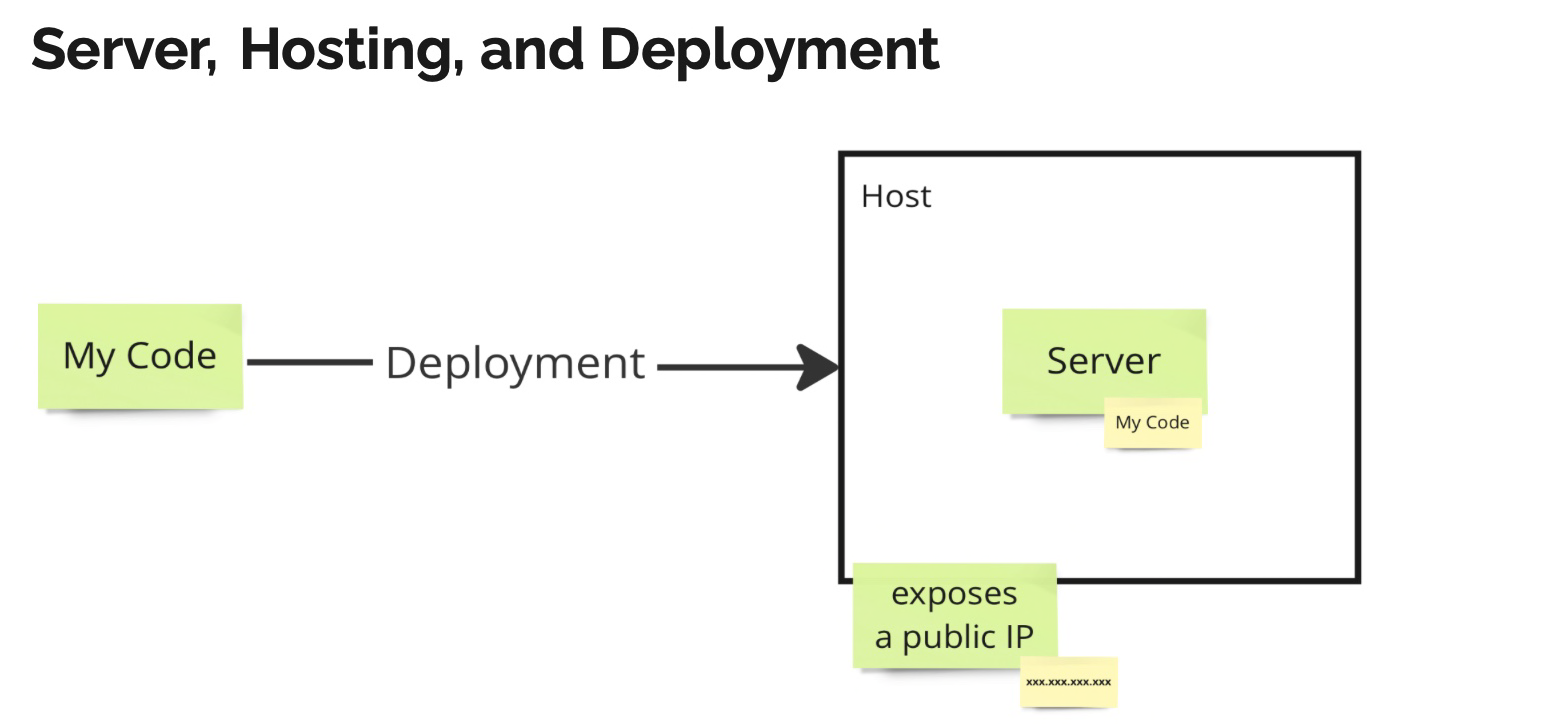 Server, Hosting, and Deployment
Host
My Code
Deployment
Server
My Code
exposes
a public IP
xxx.xxx.xxx.xxx